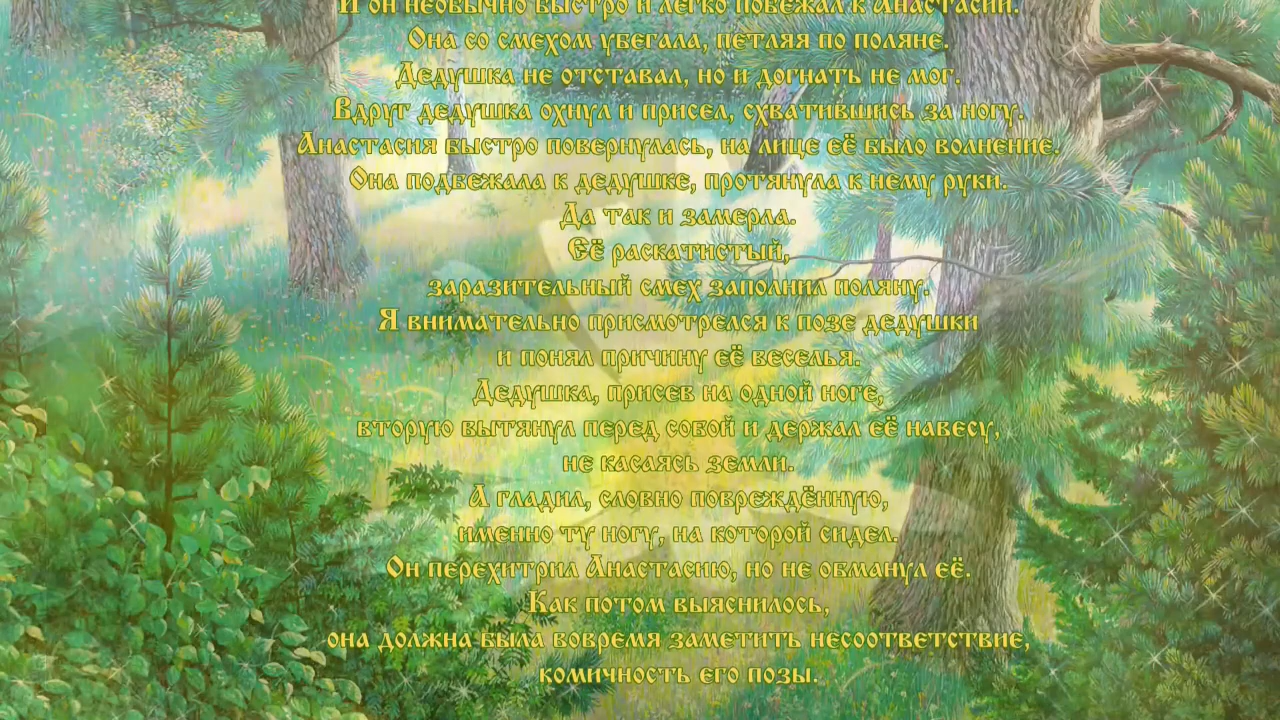 И он необычно быстро и легко побежал к Анастасии.
Она со смехом убегала, петляя по поляне.
Дедушка не отставал, но и догнать не мог.
Вдруг дедушка охнул и присел, схватившись за ногу.
Анастасия быстро повернулась, на лице её было волнение.
Она подбежала к дедушке, протянула к нему руки.
Да так и замерла.
Её раскатистый,
заразительный смех заполнил поляну.
Я внимательно присмотрелся к позе дедушки
и понял причину её веселья.
Дедушка, присев на одной ноге,
вторую вытянул перед собой и держал её навесу,
не касаясь земли.
А гладил, словно повреждённую,
именно ту ногу, на которой сидел.
Он перехитрил Анастасию, но не обманул её.
Как потом выяснилось,
она должна была вовремя заметить несоответствие,
комичность его позы.